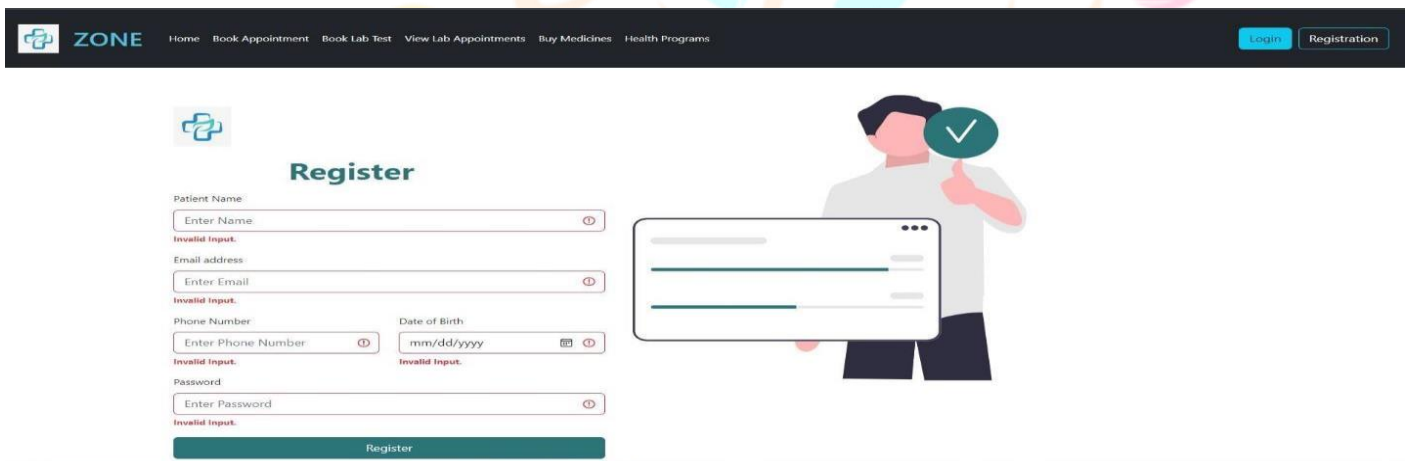 ZONE Home Book Appointment Book Lab Test View Lab Appointments Buy Medicines Health Programs Login Registration
Register
Patient Name
Enter Name
Invalid Input.
Email address
Enter Email
Invalid Input.
Phone Number Date of Birth
Enter Phone Number mm/dd/yyyy
Invalid Input. Invalid Input.
Password
Enter Password
Invalid Input.
Register